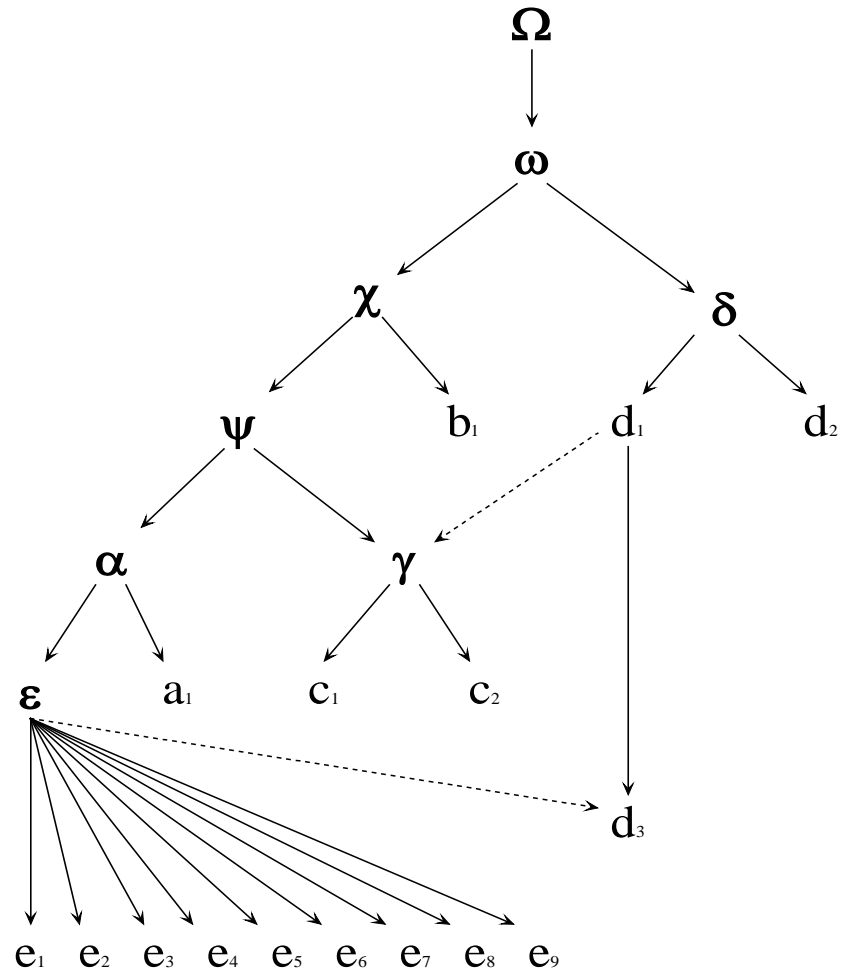 Ω
ω
χ δ
ψ b₁ d₁ d₂
α γ
ε a₁ c₁ c₂
d₃
e₁ e₂ e₃ e₄ e₅ e₆ e₇ e₈ e₉